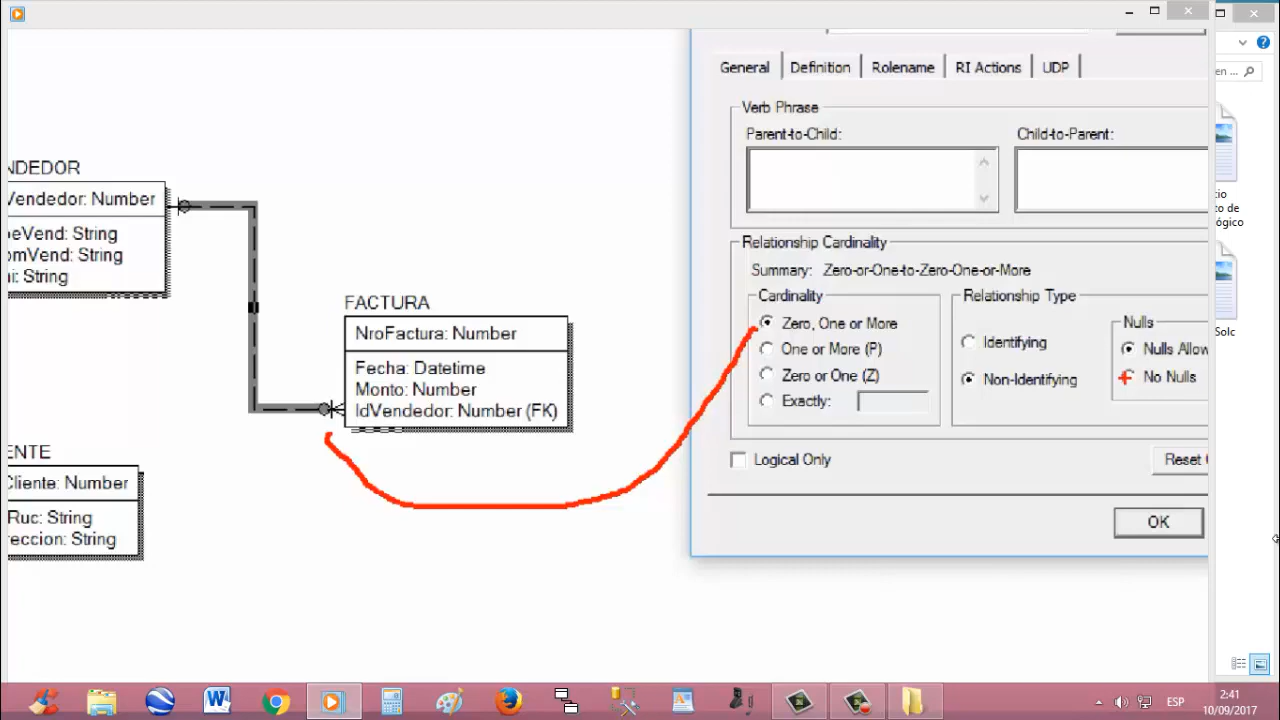 NDEDOR
Vendedor: Number
eVend: String
omVend: String
i: String
FACTURA
NroFactura: Number
Fecha: Datetime
Monto: Number
IdVendedor: Number (FK)
ENTE
Cliente: Number
Ruc: String
reccion: String
General
Definition
Rolename
RI Actions
UDP
Verb Phrase
Parent-to-Child:
Child-to-Parent:
Relationship Cardinality
Summary: Zero-or-One-to-Zero-One-or-More
Cardinality
Zero, One or More
One or More (P)
Zero or One (Z)
Exactly:
Relationship Type
Identifying
Non-Identifying
Nulls
Nulls Allow
No Nulls
Logical Only
Reset
OK
en ...
cio
to de
ógico
Solc
ESP
2:41
10/09/2017